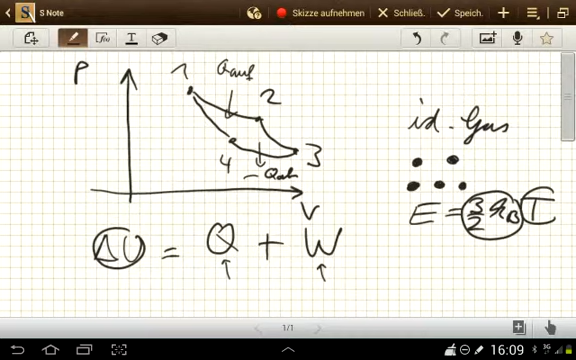 S Note
Skizze aufnehmen
Schließ.
Speich.
P
1
Qauf
2
4
3
-Qab
V
id. Gas
E = 3/2 kB T
ΔU = Q + W
1/1
3G
16:09